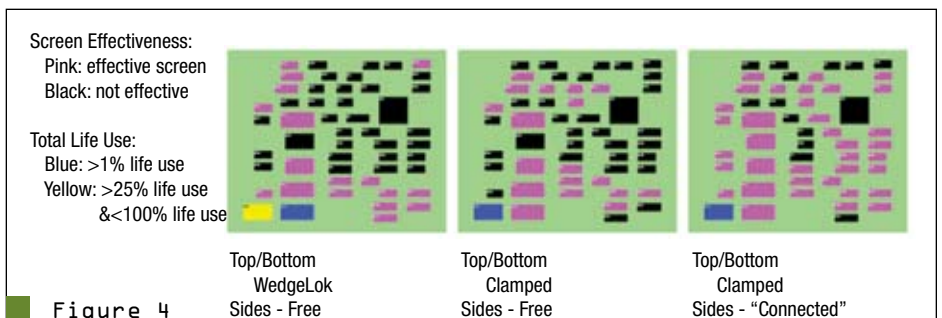 Screen Effectiveness:
Pink: effective screen
Black: not effective
Total Life Use:
Blue: >1% life use
Yellow: >25% life use
&<100% life use
Top/Bottom
WedgeLok
Sides - Free
Top/Bottom
Clamped
Sides - Free
Top/Bottom
Clamped
Sides - “Connected”
Figure 4